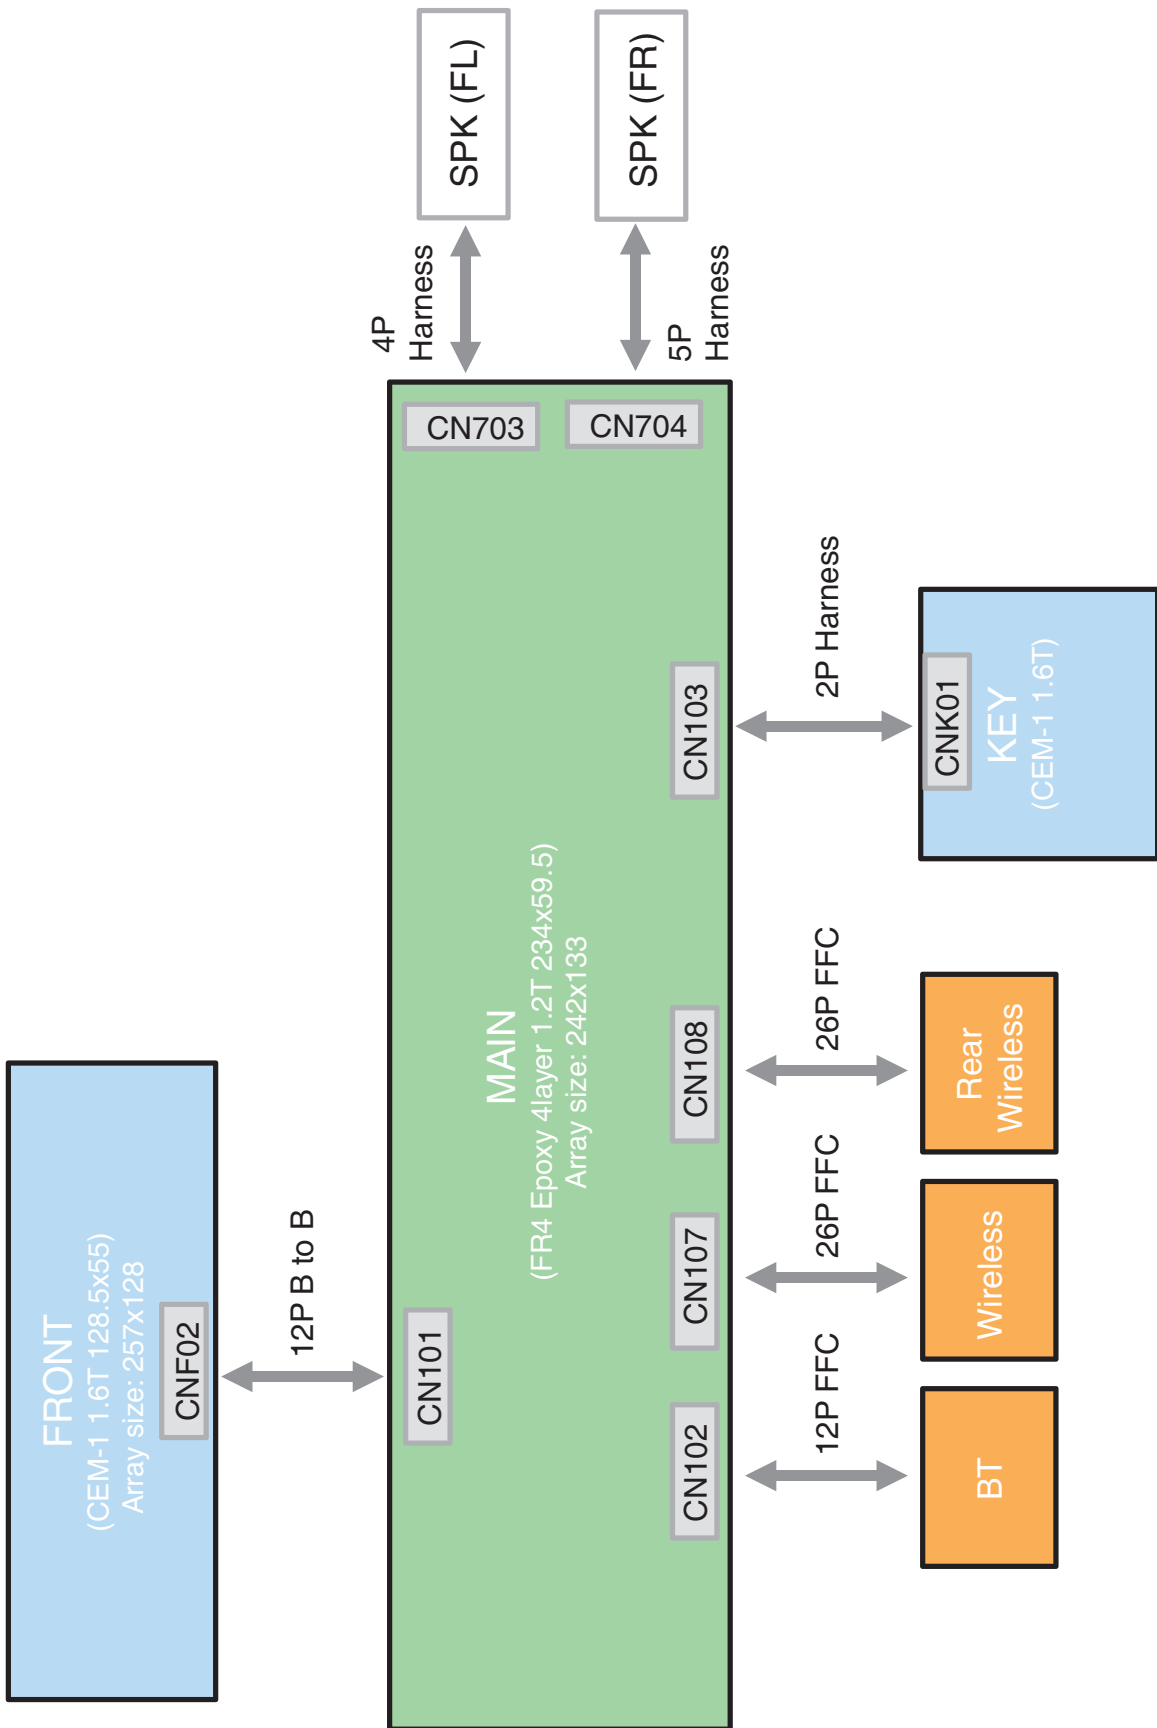 FRONT
(CEM-1 1.6T 128.5x55)
Array size: 257x128
CNF02
12P B to B
CN101
MAIN
(FR4 Epoxy 4layer 1.2T 234x59.5)
Array size: 242x133
CN703
CN704
4P
Harness
SPK (FL)
5P
Harness
SPK (FR)
CN102
CN107
CN108
CN103
12P FFC
26P FFC
26P FFC
2P Harness
BT
Wireless
Rear
Wireless
CNK01
KEY
(CEM-1 1.6T)